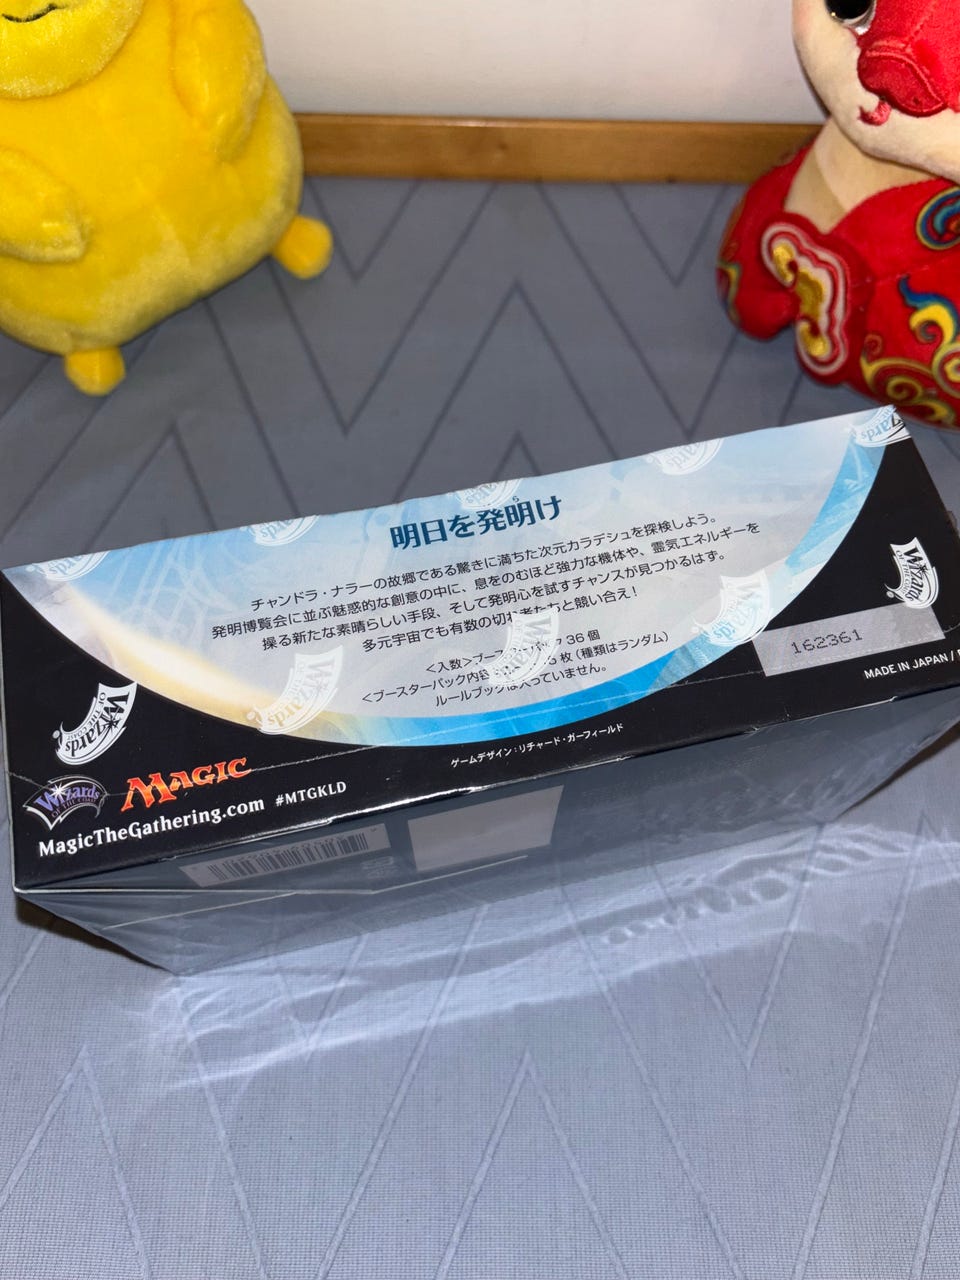 明日を発明け
チャンドラ・ナラーの故郷である驚きに満ちた次元カラデシュを探検しよう。
発明博覧会に並ぶ魅惑的な創意の中に、息をのむほど強力な機体や、霊気エネルギーを
操る新たな素晴らしい手段、そして発明心を試すチャンスが見つかるはず。
多元宇宙でも有数の切れ者たちと競い合え!
<入数>ブースターパック36個
<ブースターパック内容 5枚(種類はランダム)
ルールブックは入っていません。
162361
MADE IN JAPAN /
ゲームデザイン:リチャード・ガーフィールド
Wizards
OF THE COAST
MAGIC
MagicTheGathering.com #MTGKLD